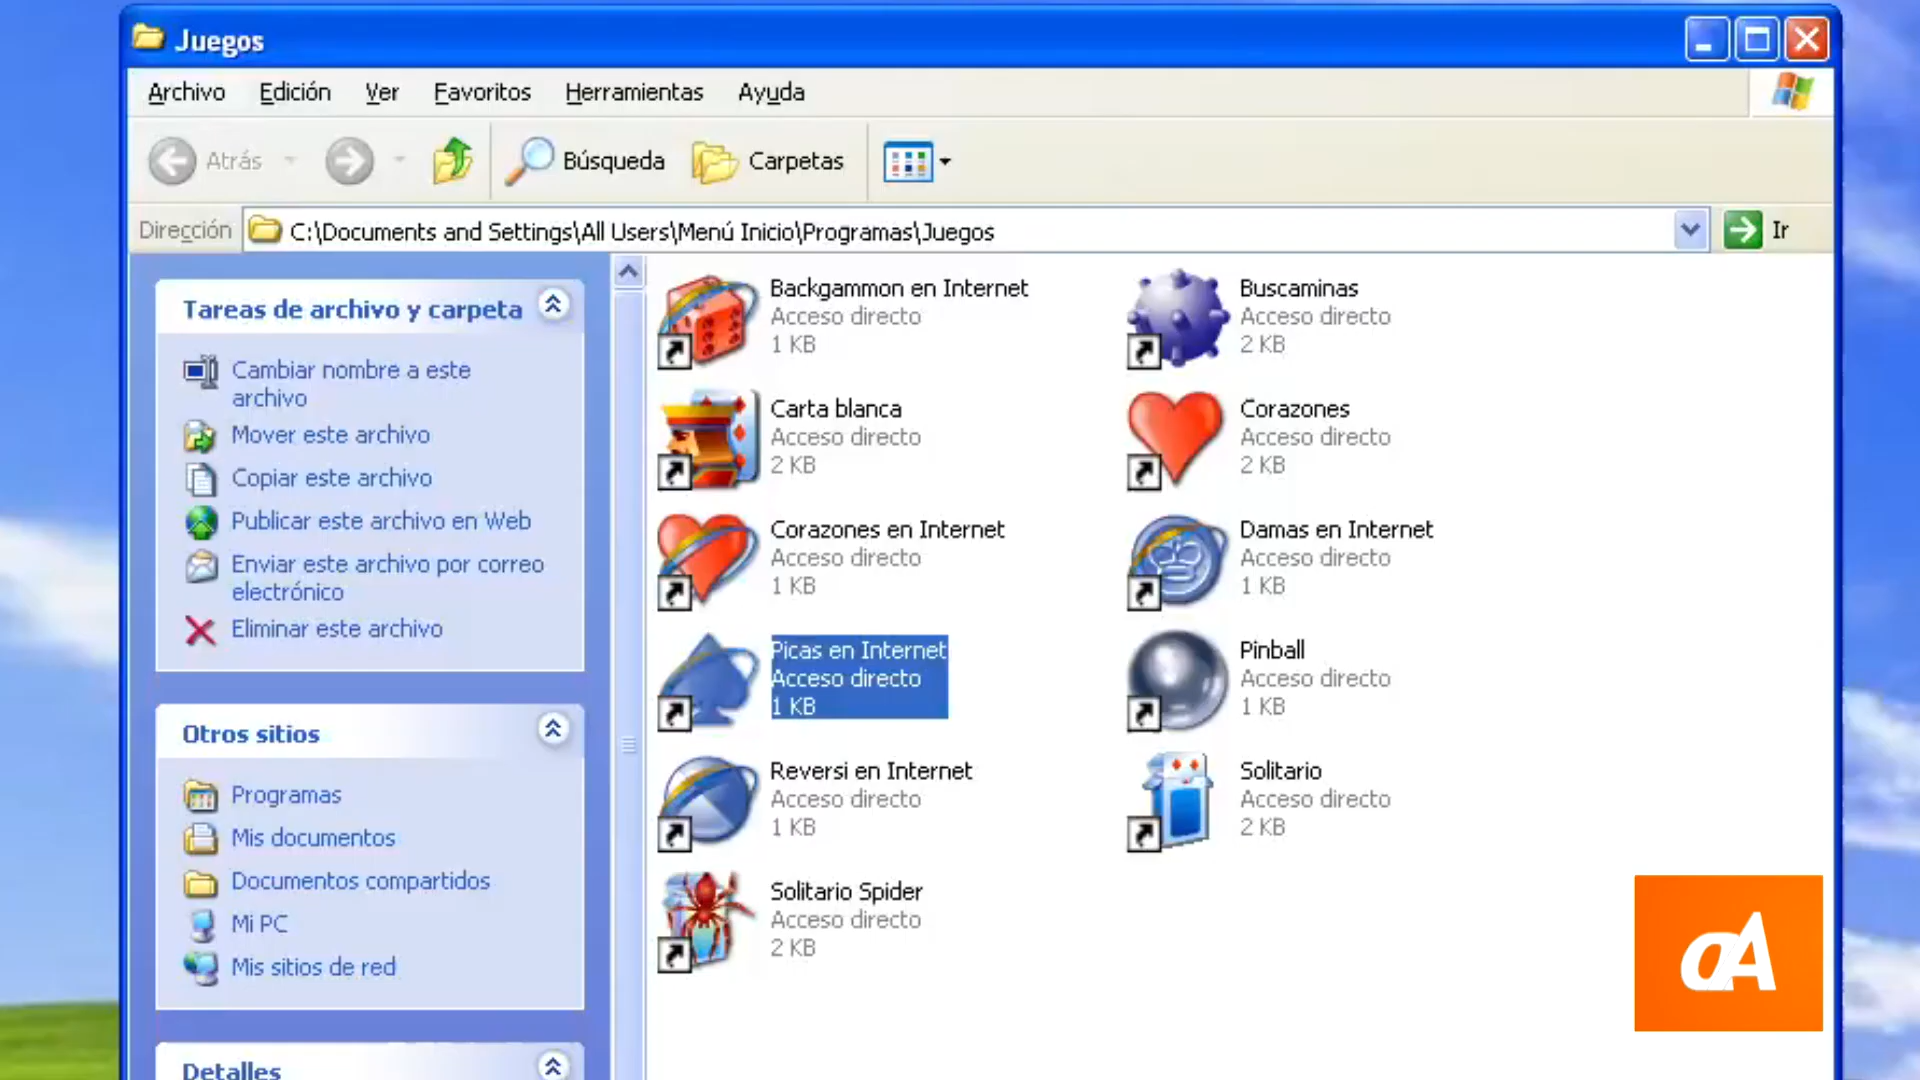 Juegos
Archivo Edición Ver Favoritos Herramientas Ayuda
Atrás Búsqueda Carpetas
Dirección C:\Documents and Settings\All Users\Menú Inicio\Programas\Juegos Ir
Tareas de archivo y carpeta
Cambiar nombre a este
archivo
Mover este archivo
Copiar este archivo
Publicar este archivo en Web
Enviar este archivo por correo
electrónico
Eliminar este archivo
Otros sitios
Programas
Mis documentos
Documentos compartidos
Mi PC
Mis sitios de red
Detalles
Backgammon en Internet
Acceso directo
1 KB
Buscaminas
Acceso directo
2 KB
Carta blanca
Acceso directo
2 KB
Corazones
Acceso directo
2 KB
Corazones en Internet
Acceso directo
1 KB
Damas en Internet
Acceso directo
1 KB
Picas en Internet
Acceso directo
1 KB
Pinball
Acceso directo
1 KB
Reversi en Internet
Acceso directo
1 KB
Solitario
Acceso directo
2 KB
Solitario Spider
Acceso directo
2 KB